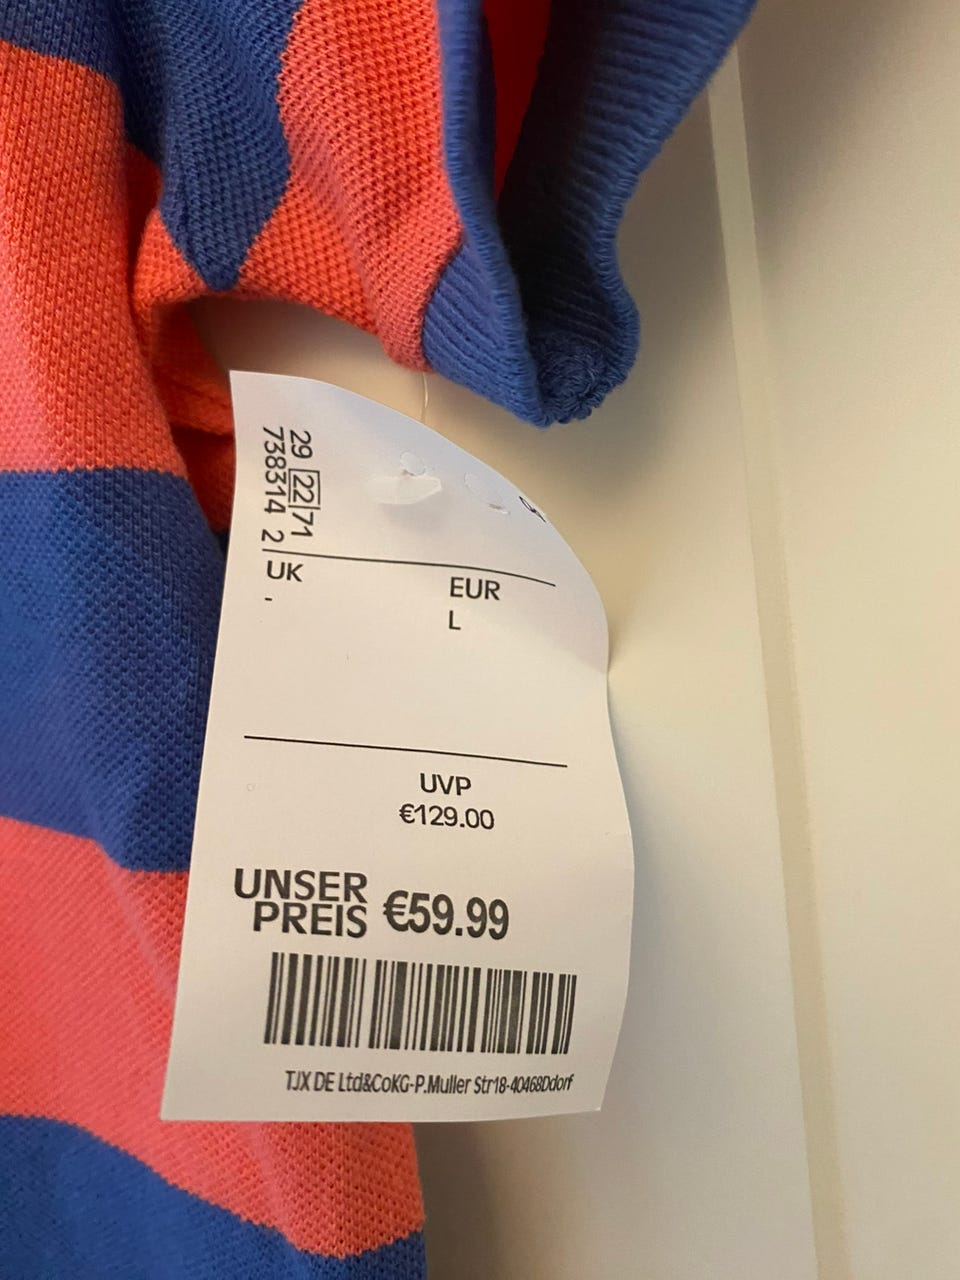 29 22 71
738314 2
UK EUR
- L
UVP
€129.00
UNSER
PREIS €59.99
TJX DE Ltd&CoKG-P.Muller Str18-40468Ddorf